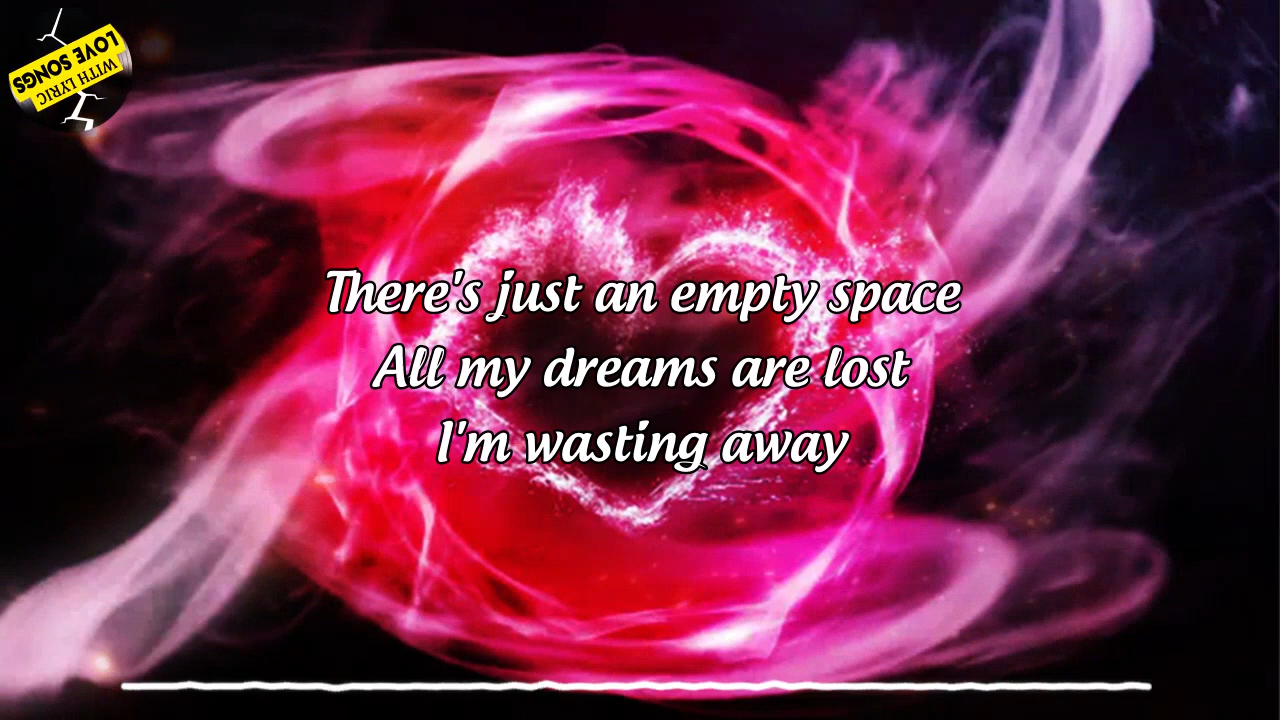 LOVE SONGS
WITH LYRIC
There's just an empty space
All my dreams are lost
I'm wasting away